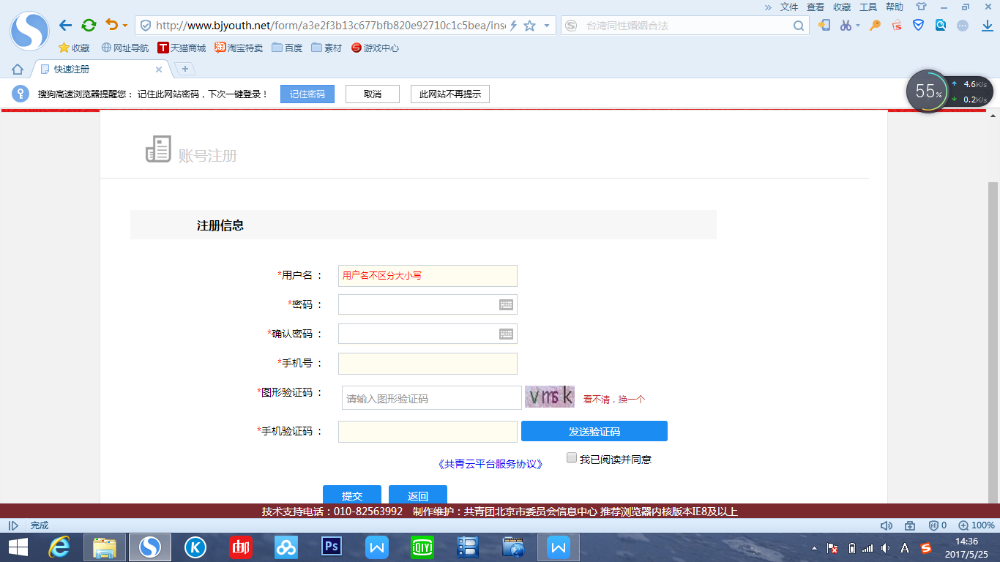 » 文件 查看 收藏 工具 帮助
http://www.bjyouth.net/form/a3e2f3b13c677bfb820e92710c1c5bea/ins
台湾同性婚姻合法
收藏 网址导航 T 天猫商城 淘 淘宝特卖 百度 素材 游戏中心
快速注册
搜狗高速浏览器提醒您： 记住此网站密码，下次一键登录！ 记住密码 取消 此网站不再提示
55%
4.6K/s
0.2K/s
账号注册
注册信息
*用户名 ： 用户名不区分大小写
*密码 ：
*确认密码 ：
*手机号 ：
*图形验证码 ： 请输入图形验证码 vmsk 看不清，换一个
*手机验证码 ： 发送验证码
《共青云平台服务协议》 我已阅读并同意
提交 返回
技术支持电话：010-82563992 制作维护：共青团北京市委员会信息中心 推荐浏览器内核版本IE8及以上
完成 0 100%
K 邮 Ps W iQIYI W A S 14:36
2017/5/25